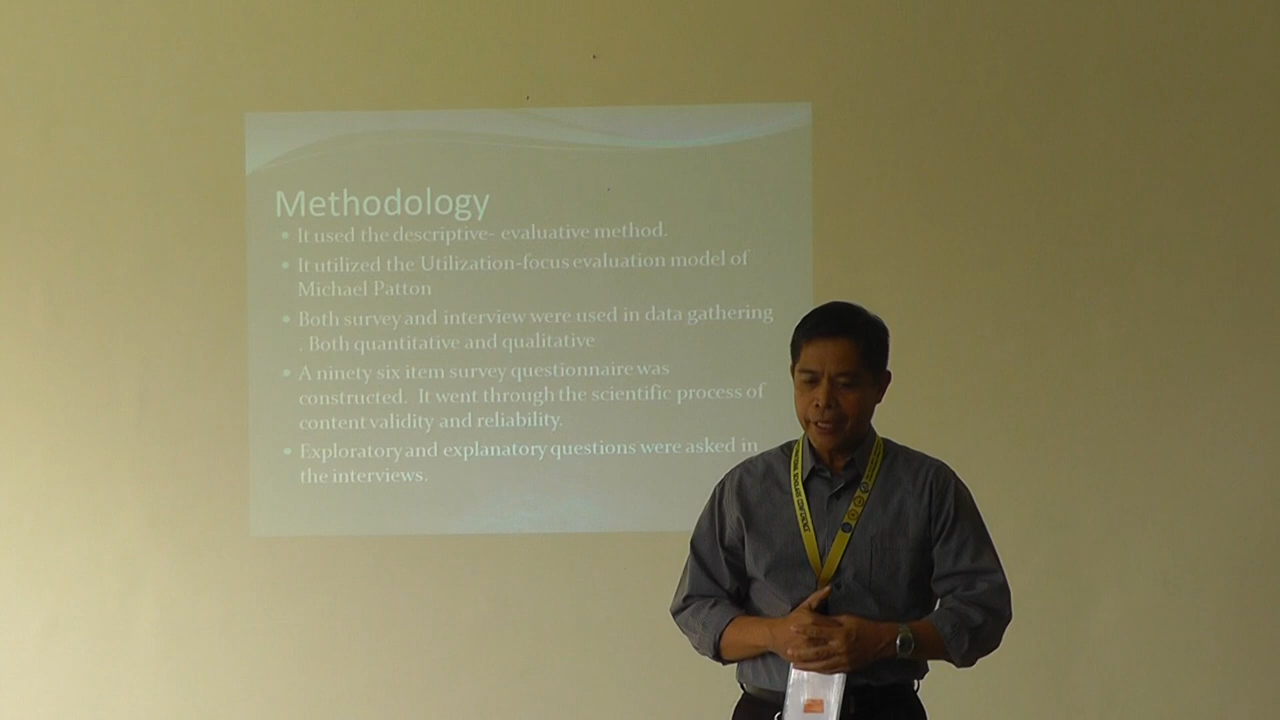 Methodology
• It used the descriptive- evaluative method.
• It utilized the Utilization-focus evaluation model of
Michael Patton
• Both survey and interview were used in data gathering
. Both quantitative and qualitative
• A ninety six item survey questionnaire was
constructed. It went through the scientific process of
content validity and reliability.
• Exploratory and explanatory questions were asked in
the interviews.